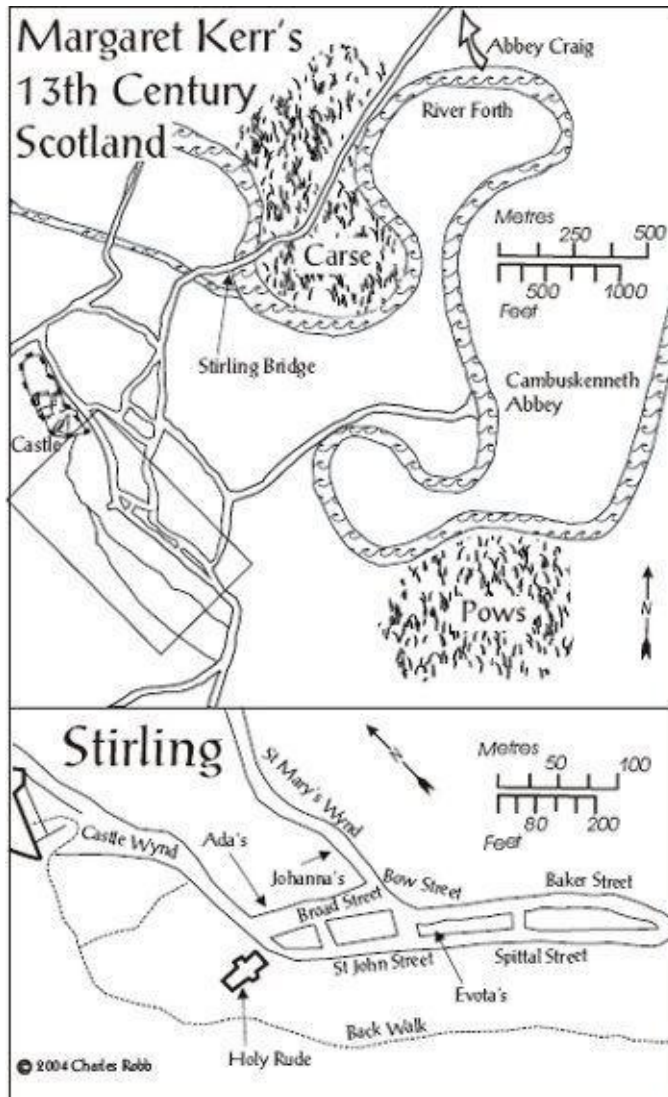 Margaret Kerr's
13th Century
Scotland
Abbey Craig
River Forth
Metres
250 500
500 1000
Feet
Carse
Stirling Bridge
Cambuskenneth
Abbey
Castle
Pows
N
Stirling
N
Metres
50 100
80 200
Feet
St Mary's Wynd
Castle Wynd
Ada's
Johanna's
Bow Street
Baker Street
Broad Street
St John Street
Spittal Street
Evota's
Back Walk
Holy Rude
© 2004 Charles Robb